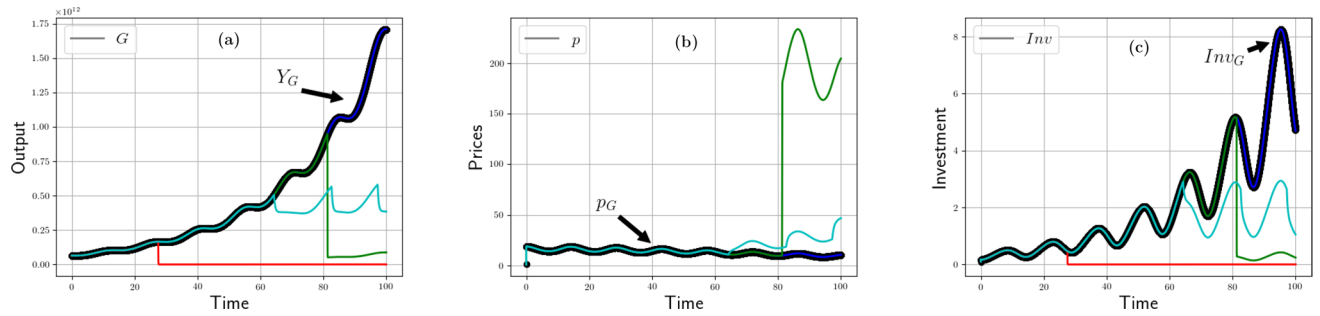 ×10¹²
1.75
1.50
1.25
1.00
0.75
0.50
0.25
0.00
G
(a)
Y_G
Output
0 20 40 60 80 100
Time
200
150
100
50
0
p
(b)
p_G
Prices
0 20 40 60 80 100
Time
8
6
4
2
0
Inv
(c)
Inv_G
Investment
0 20 40 60 80 100
Time